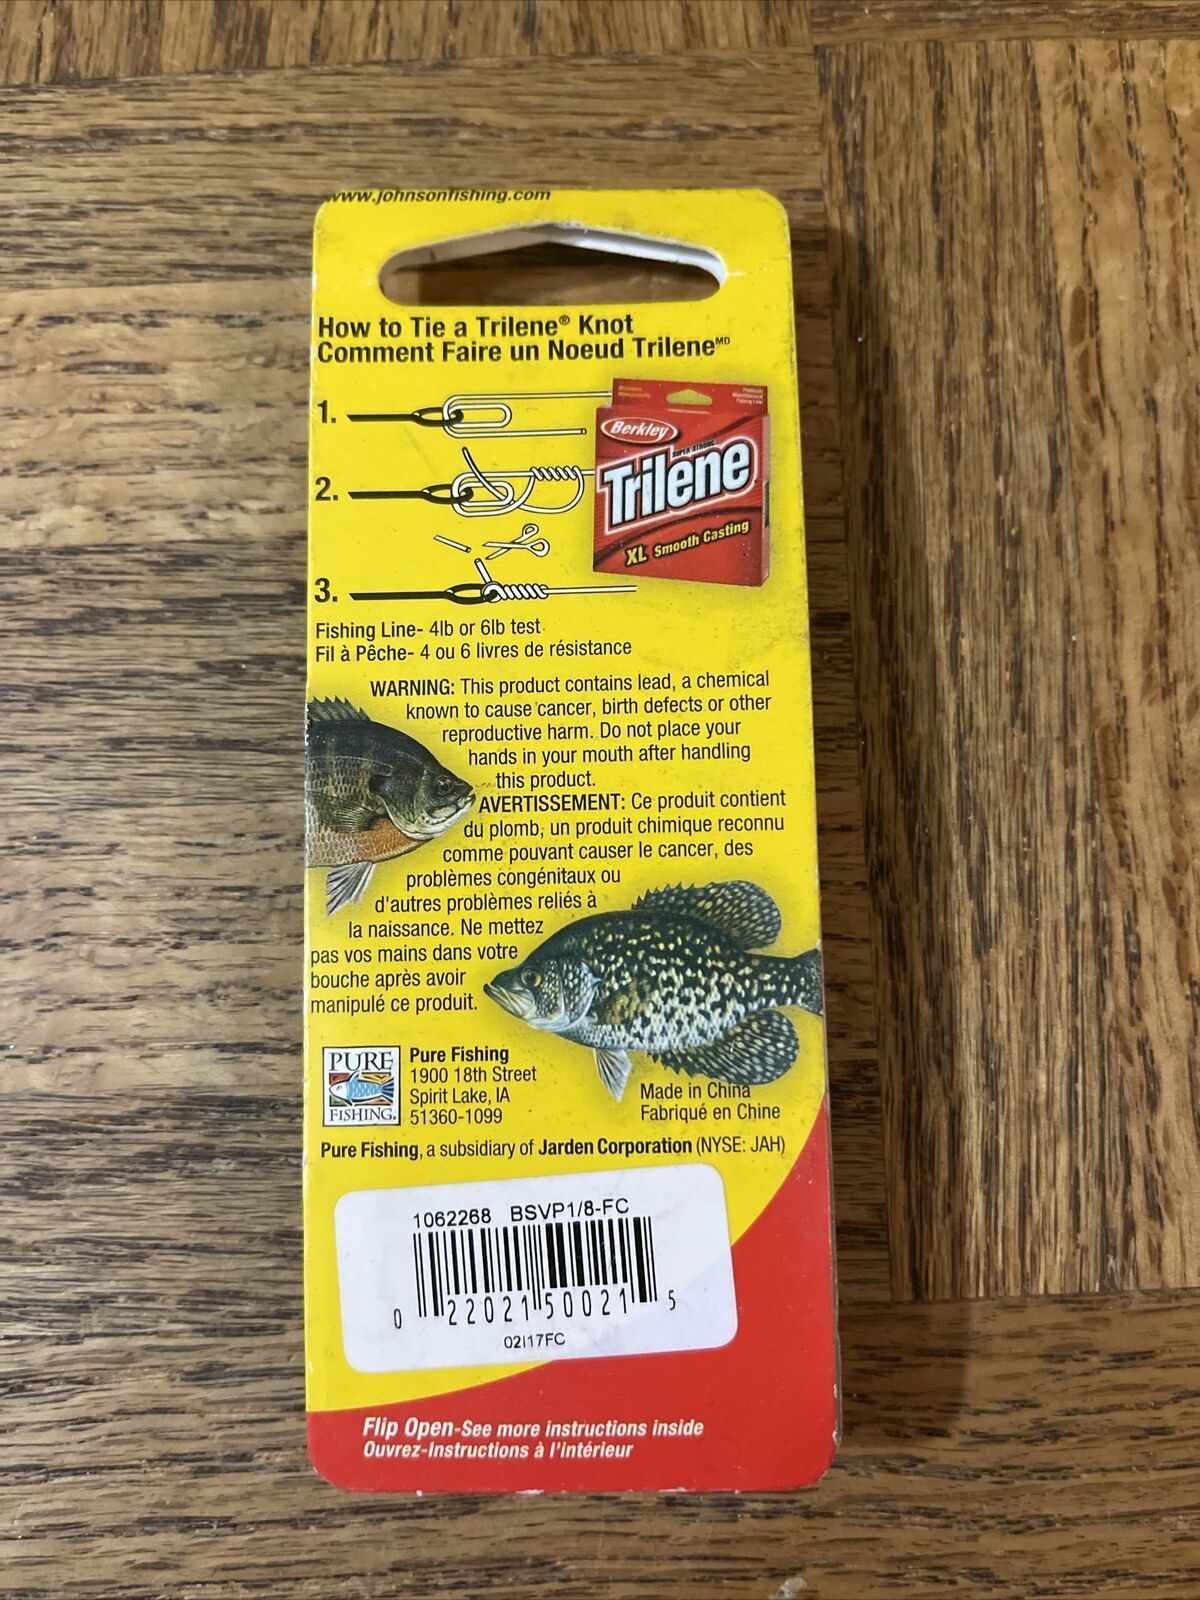 www.johnsonfishing.com
How to Tie a Trilene® Knot
Comment Faire un Noeud Trilene MD
1.
2.
3.
Berkley
SUPER STRONG
Trilene
XL Smooth Casting
Fishing Line- 4lb or 6lb test
Fil à Pêche- 4 ou 6 livres de résistance
WARNING: This product contains lead, a chemical
known to cause cancer, birth defects or other
reproductive harm. Do not place your
hands in your mouth after handling
this product.
AVERTISSEMENT: Ce produit contient
du plomb, un produit chimique reconnu
comme pouvant causer le cancer, des
problèmes congénitaux ou
d'autres problèmes reliés à
la naissance. Ne mettez
pas vos mains dans votre
bouche après avoir
manipulé ce produit.
PURE
FISHING®
Pure Fishing
1900 18th Street
Spirit Lake, IA
51360-1099
Made in China
Fabriqué en Chine
Pure Fishing, a subsidiary of Jarden Corporation (NYSE: JAH)
1062268 BSVP1/8-FC
0 22021 50021 5
02I17FC
Flip Open-See more instructions inside
Ouvrez-Instructions à l'intérieur